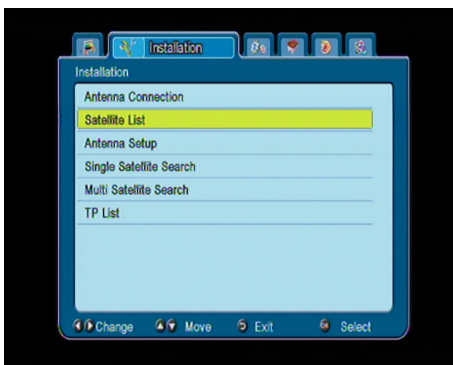 Installation
Installation
Antenna Connection
Satellite List
Antenna Setup
Single Satellite Search
Multi Satellite Search
TP List
Change Move Exit Select